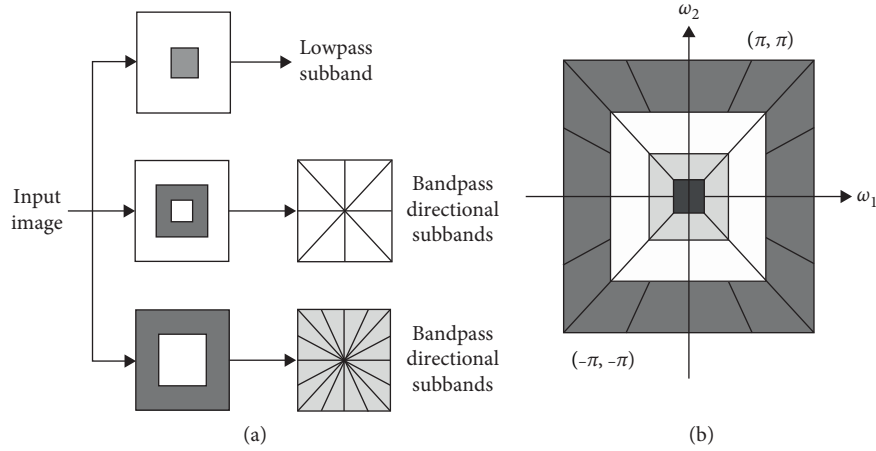 Lowpass
subband
Input
image
Bandpass
directional
subbands
Bandpass
directional
subbands
(a)
ω2
(π, π)
ω1
(–π, –π)
(b)